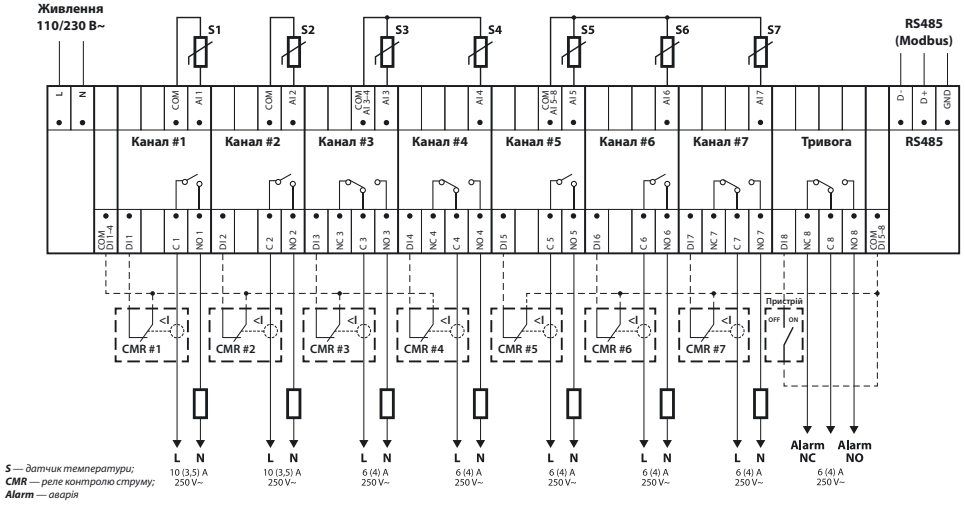 Живлення
110/230 В~
S1 S2 S3 S4 S5 S6 S7
RS485
(Modbus)
L N COM AI 1 COM AI 2 COM AI 3–4 AI 3 AI 4 COM AI 5–8 AI 5 AI 6 AI 7 D - D + GND
Канал #1 Канал #2 Канал #3 Канал #4 Канал #5 Канал #6 Канал #7 Тривога RS485
COM DI 1–4 DI 1 C 1 NO 1 DI 2 C 2 NO 2 DI 3 NC 3 C 3 NO 3 DI 4 NC 4 C 4 NO 4 DI 5 C 5 NO 5 DI 6 C 6 NO 6 DI 7 NC 7 C 7 NO 7 DI 8 NC 8 C 8 NO 8 COM DI 5–8
Пристрій
<I <I <I <I <I <I <I OFF ON
CMR #1 CMR #2 CMR #3 CMR #4 CMR #5 CMR #6 CMR #7
Alarm Alarm
L N L N L N L N L N L N L N NC NO
10 (3,5) A 10 (3,5) A 6 (4) A 6 (4) A 6 (4) A 6 (4) A 6 (4) A 6 (4) A
250 V~ 250 V~ 250 V~ 250 V~ 250 V~ 250 V~ 250 V~ 250 V~
S — датчик температури;
CMR — реле контролю струму;
Alarm — аварія